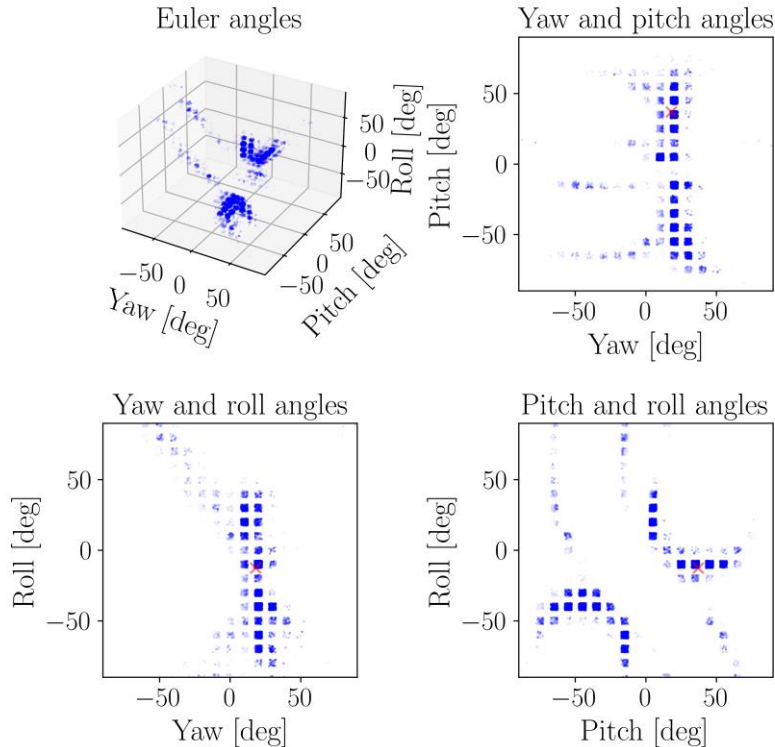 Euler angles
50
0
−50
Roll [deg]
−50
0
50
Yaw [deg]
−50
0
50
Pitch [deg]
Yaw and pitch angles
50
0
−50
Pitch [deg]
−50
0
50
Yaw [deg]
Yaw and roll angles
50
0
−50
Roll [deg]
−50
0
50
Yaw [deg]
Pitch and roll angles
50
0
−50
Roll [deg]
−50
0
50
Pitch [deg]